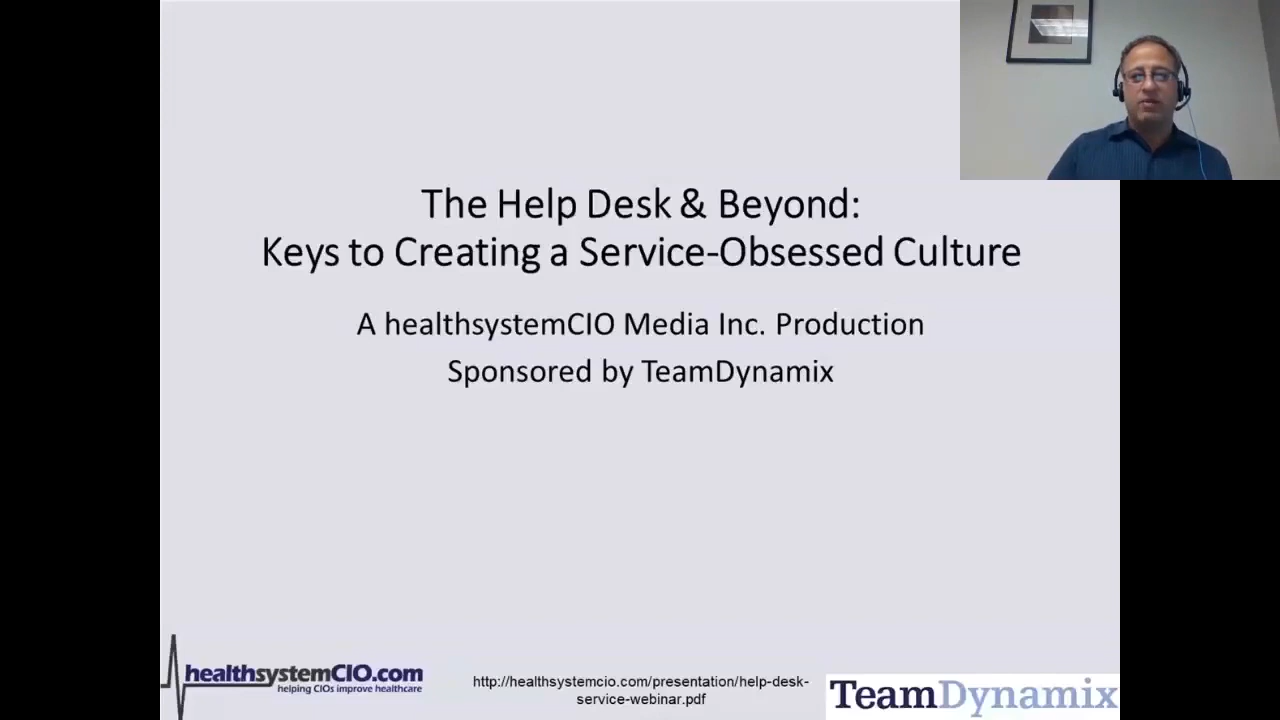 The Help Desk & Beyond:
Keys to Creating a Service-Obsessed Culture
A healthsystemCIO Media Inc. Production
Sponsored by TeamDynamix
healthsystemCIO.com
helping CIOs improve healthcare
http://healthsystemcio.com/presentation/help-desk-
service-webinar.pdf
TeamDynamix